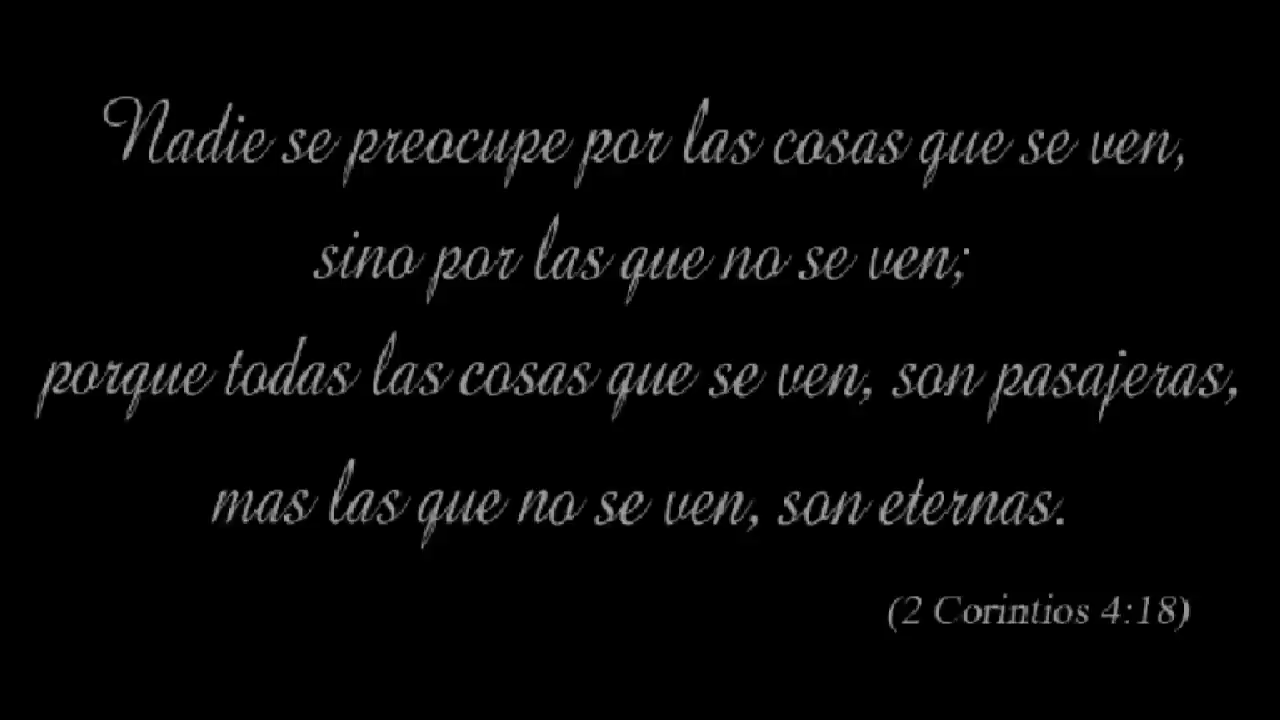 Nadie se preocupe por las cosas que se ven,
sino por las que no se ven;
porque todas las cosas que se ven, son pasajeras,
mas las que no se ven, son eternas.
(2 Corintios 4:18)